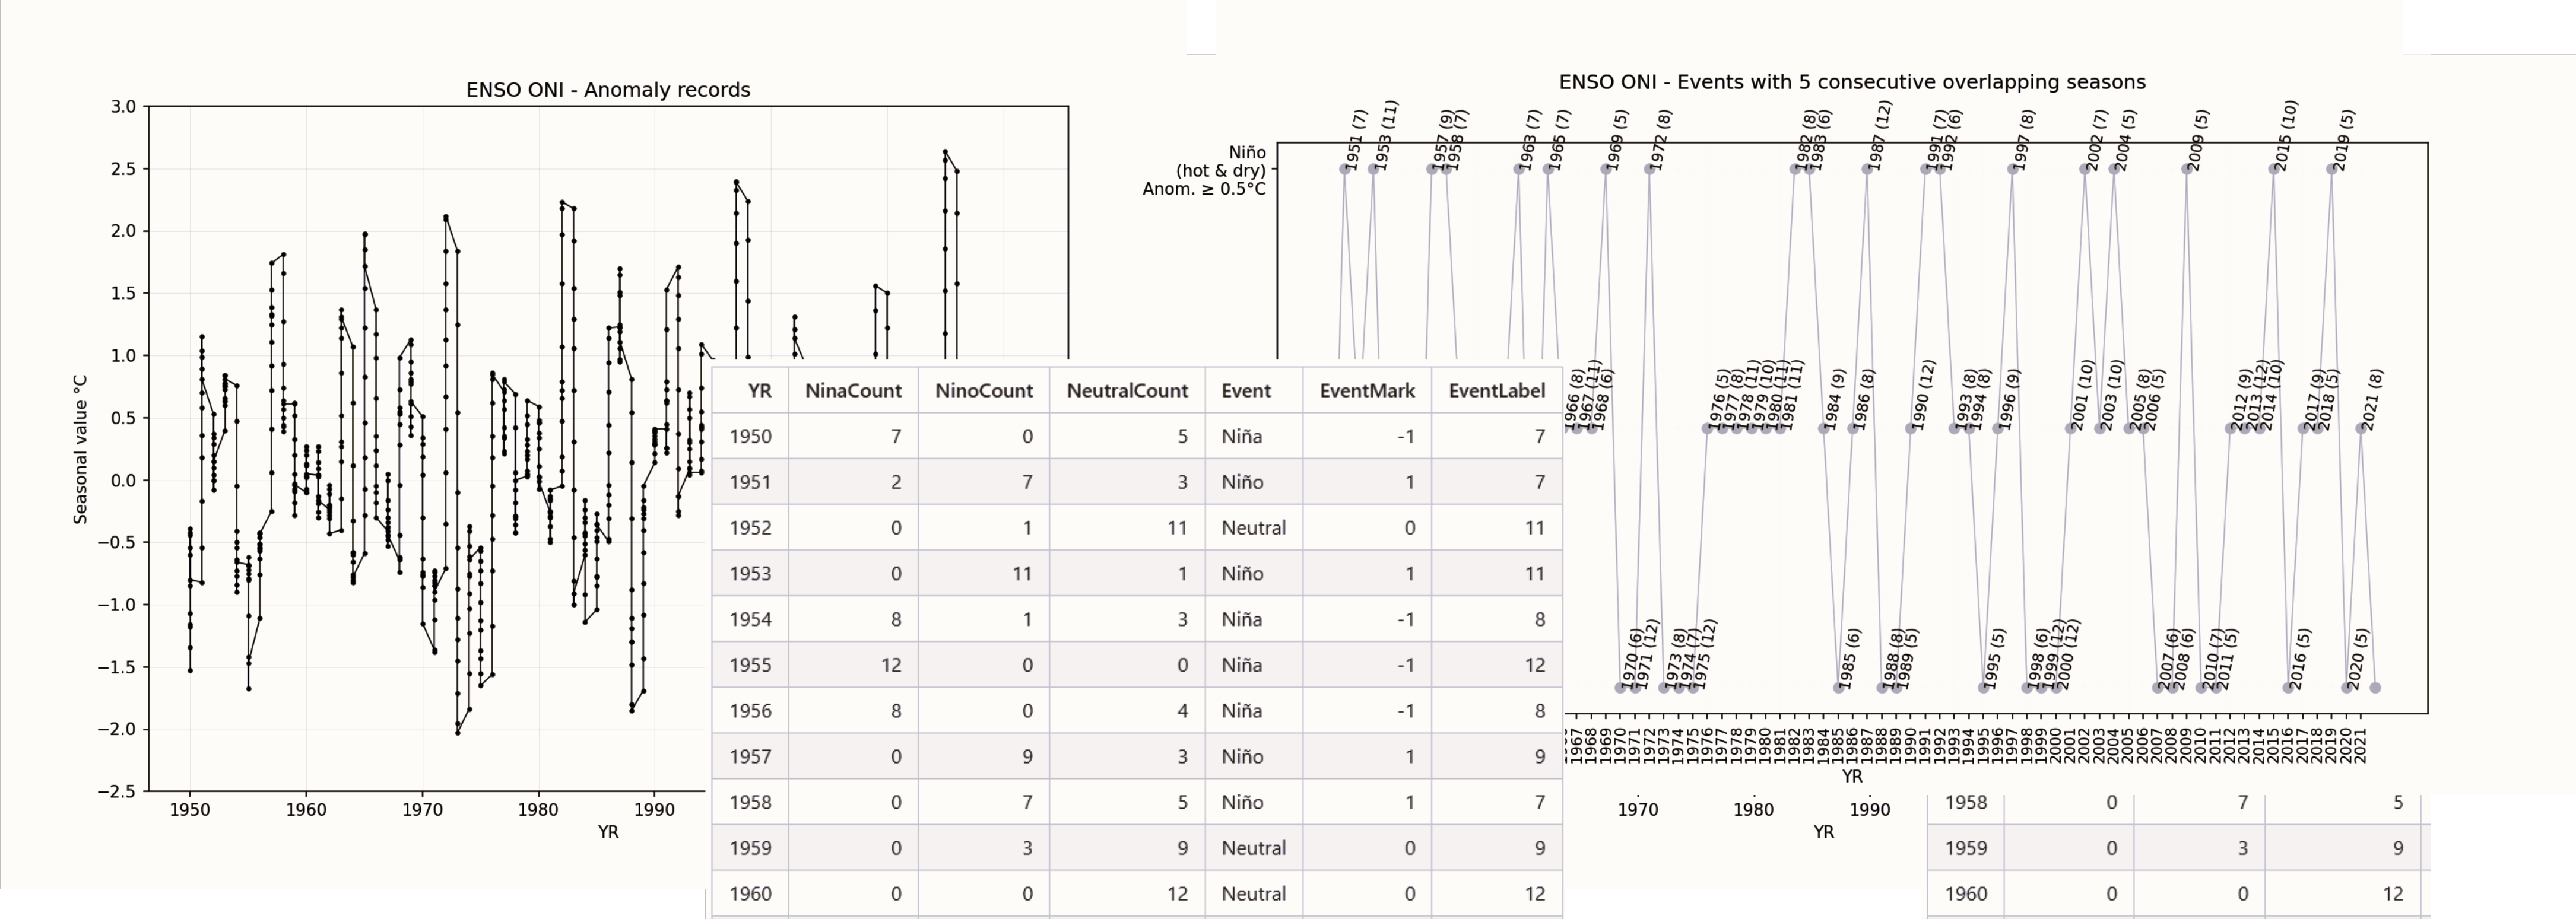 ENSO ONI - Anomaly records
3.0
2.5
2.0
1.5
1.0
0.5
0.0
−0.5
−1.0
−1.5
−2.0
−2.5
Seasonal value °C
1950 1960 1970 1980 1990
YR
ENSO ONI - Events with 5 consecutive overlapping seasons
Niño
(hot & dry)
Anom. ≥ 0.5°C
1951 (7)
1953 (11)
1957 (9)
1958 (7)
1963 (7)
1965 (7)
1969 (5)
1972 (8)
1982 (8)
1983 (6)
1987 (12)
1991 (7)
1992 (6)
1997 (8)
2002 (7)
2004 (5)
2009 (5)
2015 (10)
2019 (5)
1966 (8)
1967 (11)
1968 (6)
1976 (5)
1977 (8)
1978 (11)
1979 (10)
1980 (11)
1981 (11)
1984 (9)
1986 (8)
1990 (12)
1993 (8)
1994 (8)
1996 (9)
2001 (10)
2003 (10)
2005 (8)
2006 (5)
2012 (9)
2013 (12)
2014 (10)
2017 (9)
2018 (5)
2021 (8)
1970 (6)
1971 (12)
1973 (8)
1974 (7)
1975 (12)
1985 (6)
1988 (8)
1989 (5)
1995 (5)
1998 (6)
1999 (12)
2000 (12)
2007 (6)
2008 (6)
2010 (7)
2011 (5)
2016 (5)
2020 (5)
1967 1968 1969 1970 1971 1972 1973 1974 1975 1976 1977 1978 1979 1980 1981 1982 1983 1984 1985 1986 1987 1988 1989 1990 1991 1992 1993 1994 1995 1996 1997 1998 1999 2000 2001 2002 2003 2004 2005 2006 2007 2008 2009 2010 2011 2012 2013 2014 2015 2016 2017 2018 2019 2020 2021
YR
1970 1980 1990
YR
YR NinaCount NinoCount NeutralCount Event EventMark EventLabel
1950 7 0 5 Niña -1 7
1951 2 7 3 Niño 1 7
1952 0 1 11 Neutral 0 11
1953 0 11 1 Niño 1 11
1954 8 1 3 Niña -1 8
1955 12 0 0 Niña -1 12
1956 8 0 4 Niña -1 8
1957 0 9 3 Niño 1 9
1958 0 7 5 Niño 1 7
1959 0 3 9 Neutral 0 9
1960 0 0 12 Neutral 0 12
1958 0 7 5
1959 0 3 9
1960 0 0 12